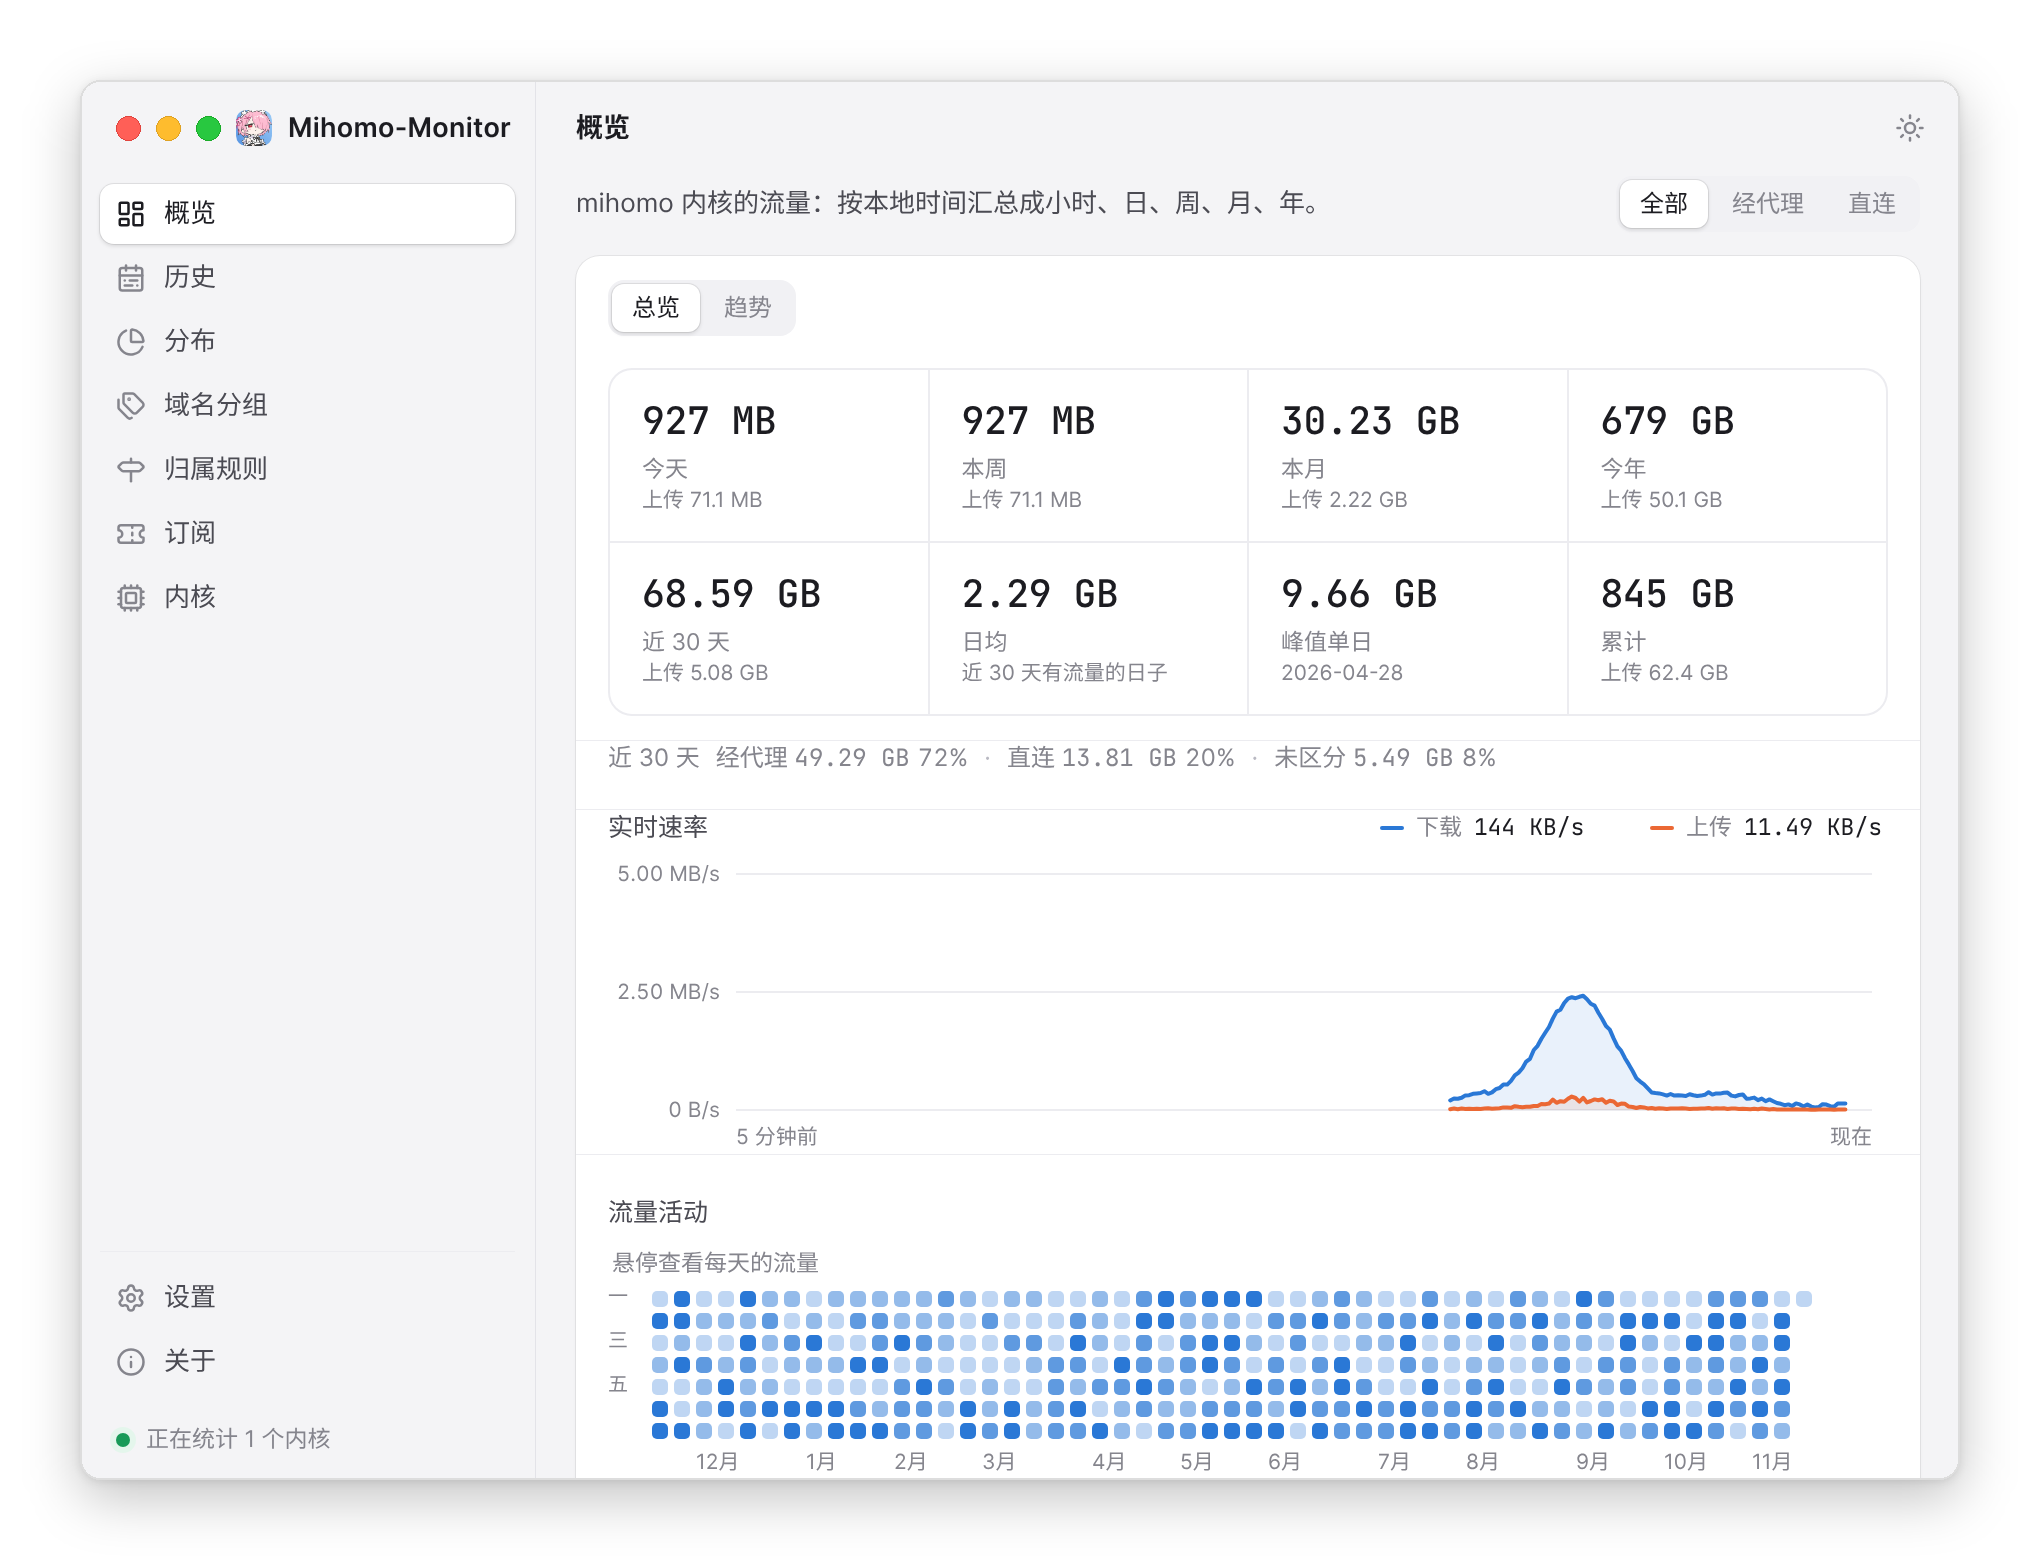 Mihomo-Monitor
概览
历史
分布
域名分组
归属规则
订阅
内核
设置
关于
正在统计 1 个内核
概览
mihomo 内核的流量：按本地时间汇总成小时、日、周、月、年。
全部 经代理 直连
总览 趋势
927 MB
今天
上传 71.1 MB
927 MB
本周
上传 71.1 MB
30.23 GB
本月
上传 2.22 GB
679 GB
今年
上传 50.1 GB
68.59 GB
近 30 天
上传 5.08 GB
2.29 GB
日均
近 30 天有流量的日子
9.66 GB
峰值单日
2026-04-28
845 GB
累计
上传 62.4 GB
近 30 天 经代理 49.29 GB 72% · 直连 13.81 GB 20% · 未区分 5.49 GB 8%
实时速率
下载 144 KB/s 上传 11.49 KB/s
5.00 MB/s
2.50 MB/s
0 B/s
5 分钟前 现在
流量活动
悬停查看每天的流量
一
三
五
12月 1月 2月 3月 4月 5月 6月 7月 8月 9月 10月 11月